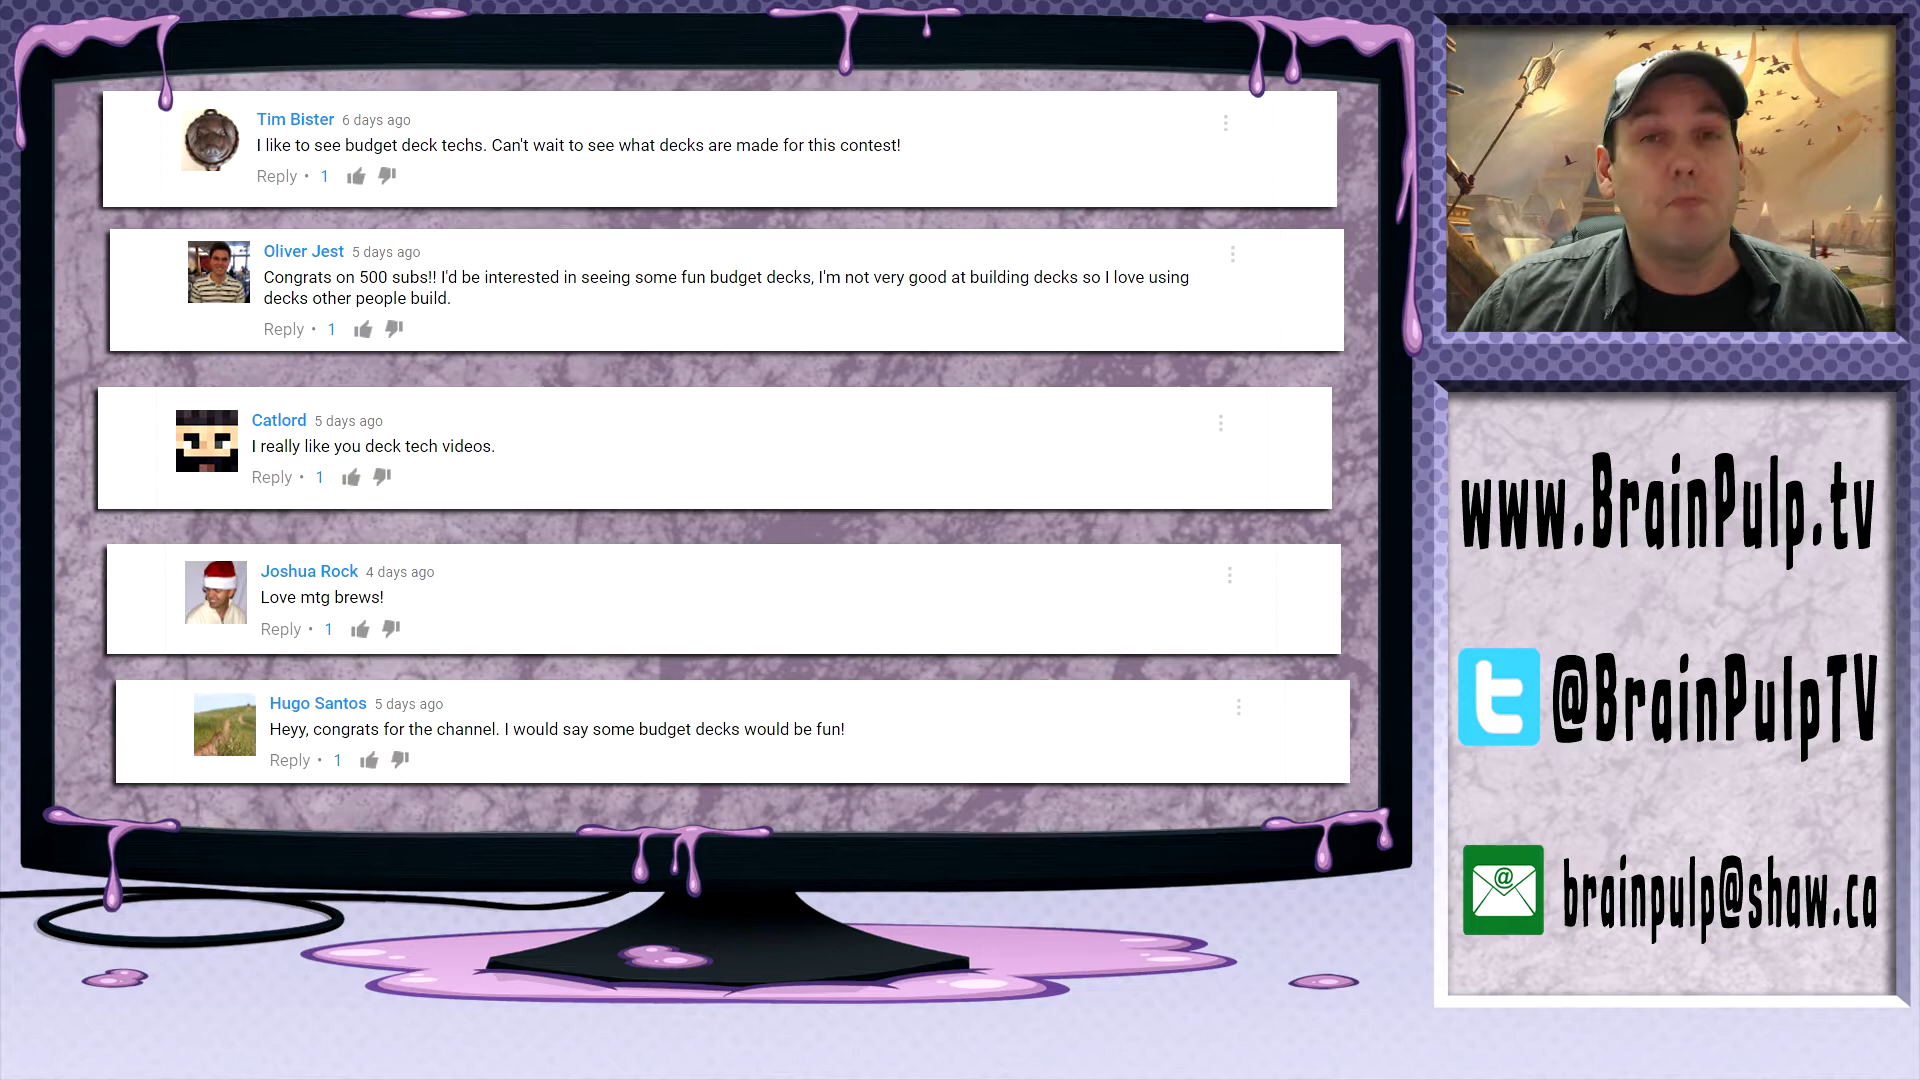 Tim Bister 6 days ago
I like to see budget deck techs. Can't wait to see what decks are made for this contest!
Reply • 1
Oliver Jest 5 days ago
Congrats on 500 subs!! I'd be interested in seeing some fun budget decks, I'm not very good at building decks so I love using
decks other people build.
Reply • 1
Catlord 5 days ago
I really like you deck tech videos.
Reply • 1
Joshua Rock 4 days ago
Love mtg brews!
Reply • 1
Hugo Santos 5 days ago
Heyy, congrats for the channel. I would say some budget decks would be fun!
Reply • 1
www.BrainPulp.tv
@BrainPulpTV
brainpulp@shaw.ca